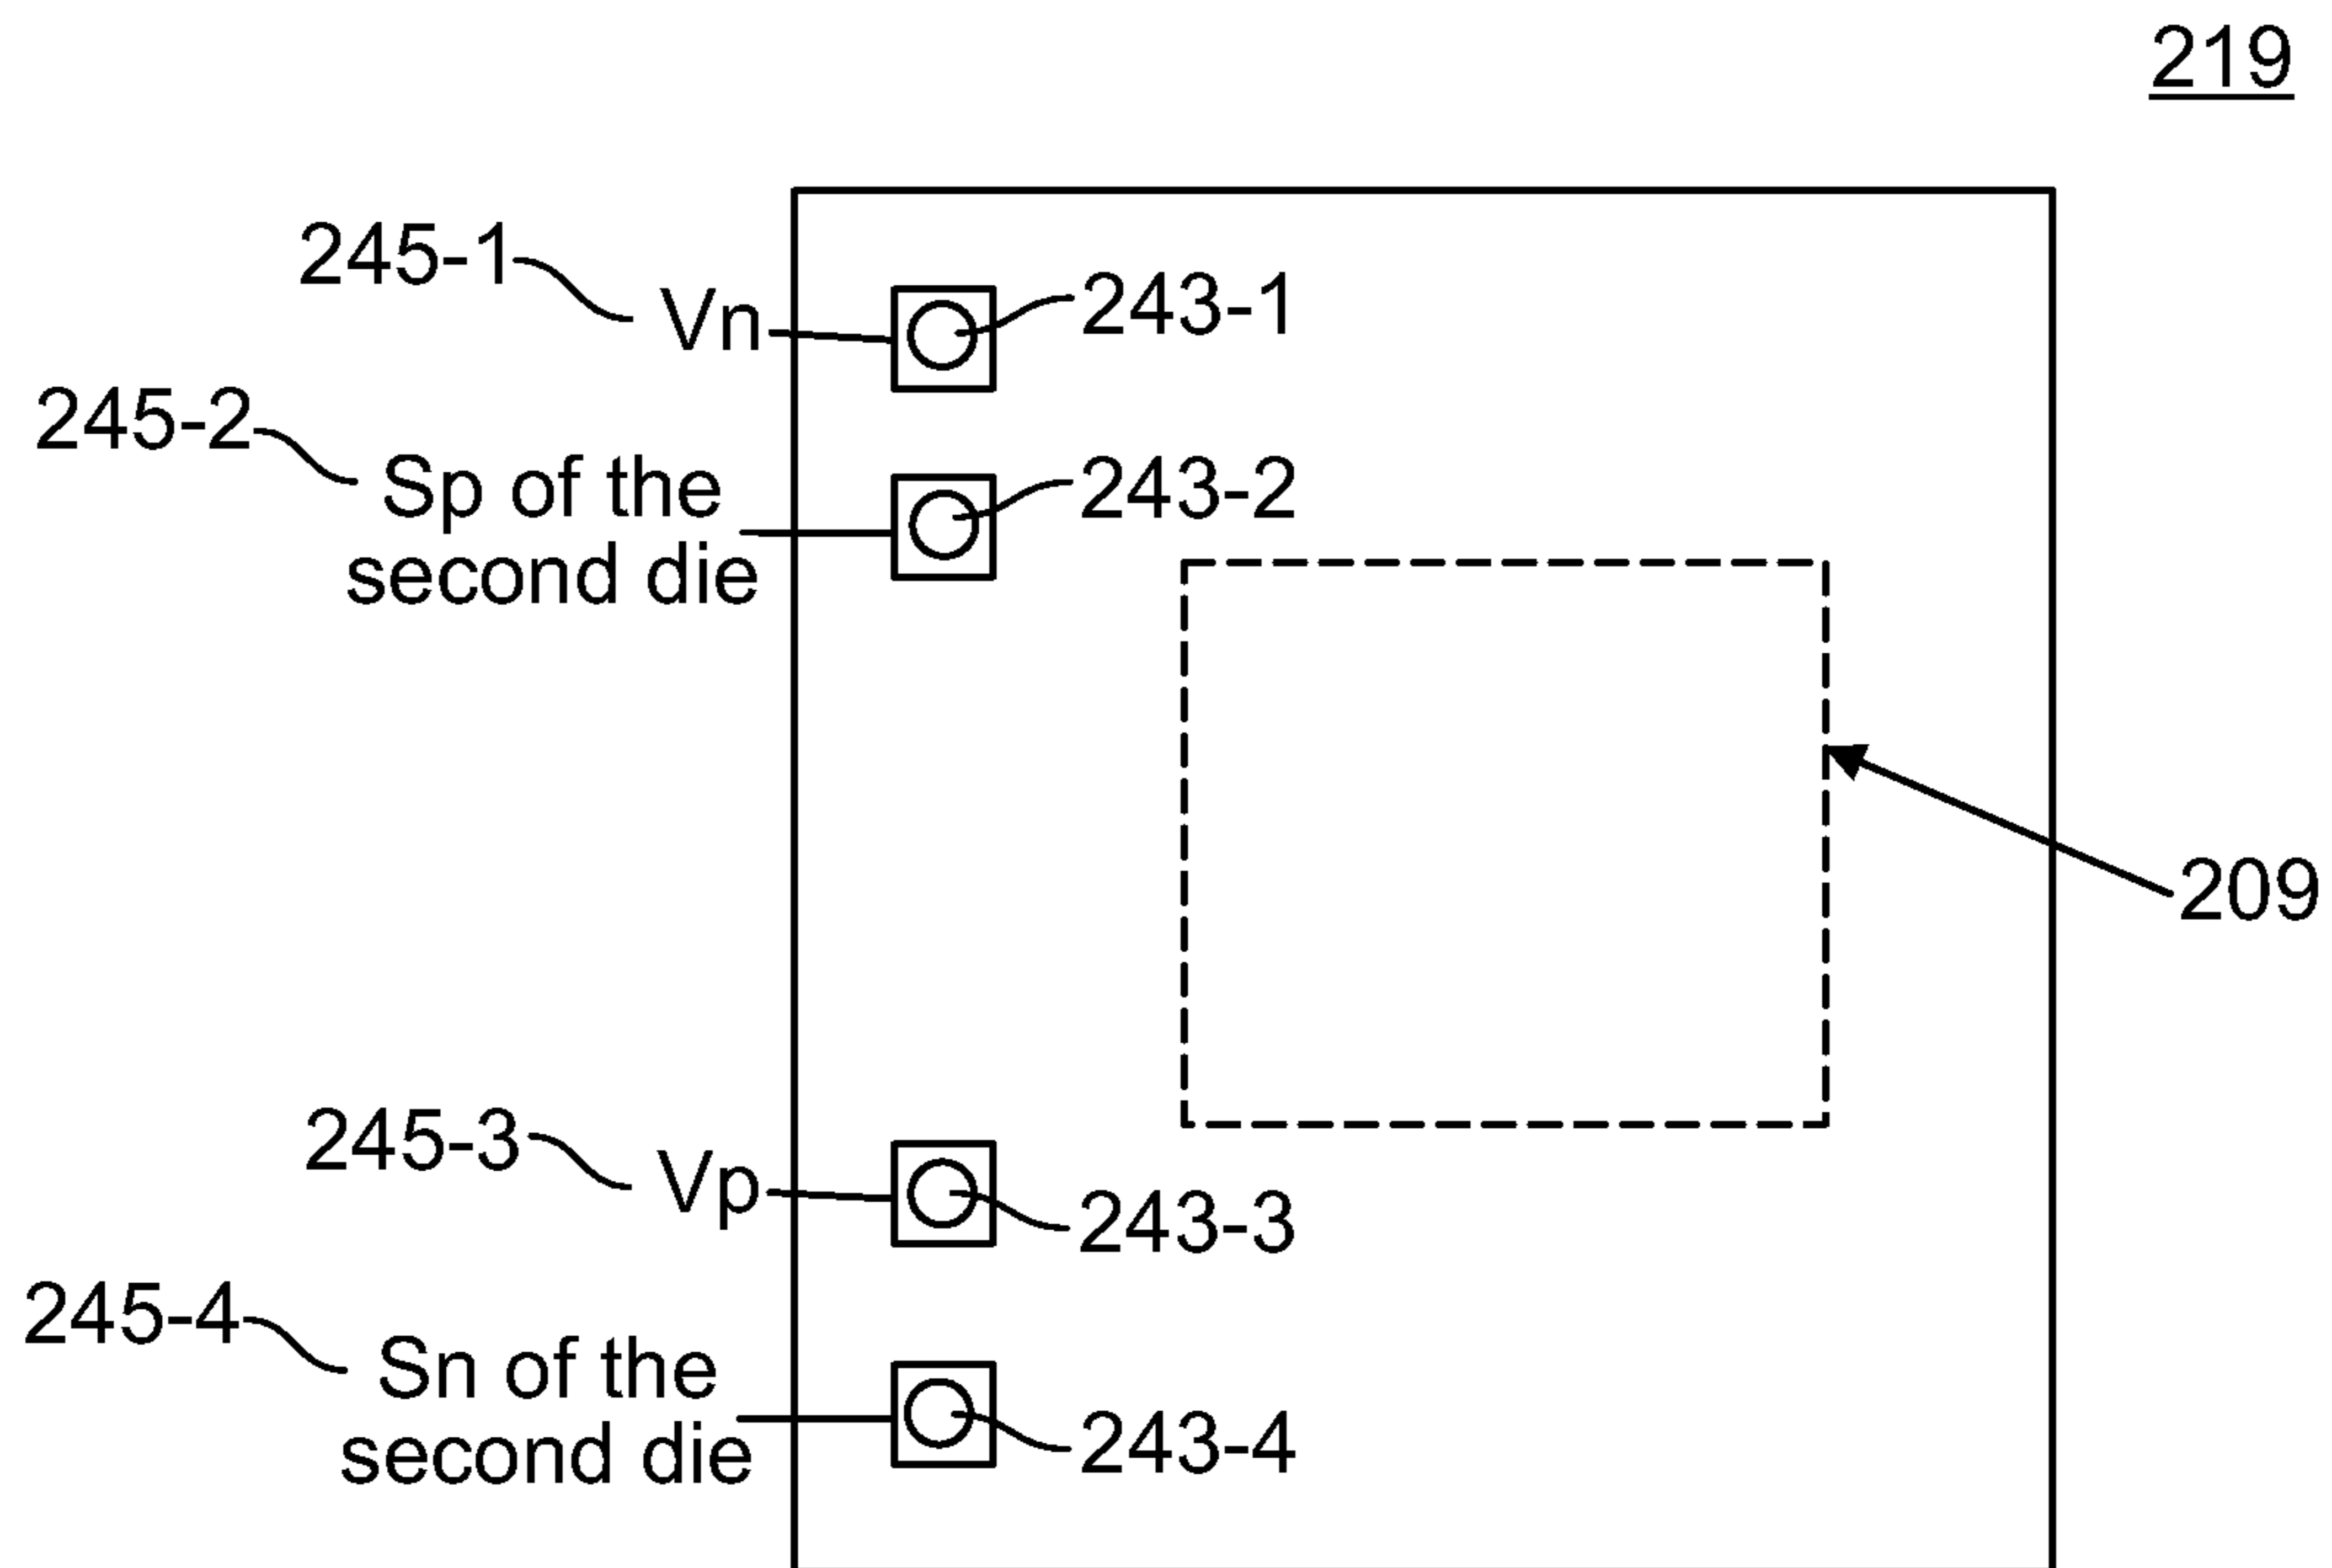 219
245-1
Vn
243-1
245-2
Sp of the
second die
243-2
209
245-3
Vp
243-3
245-4
Sn of the
second die
243-4